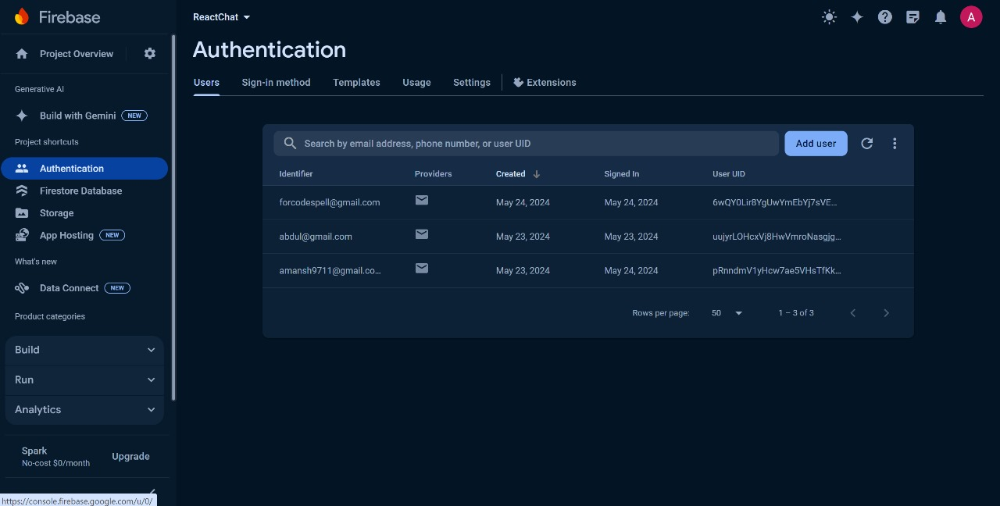 Firebase
ReactChat
A
Project Overview
Authentication
Users Sign-in method Templates Usage Settings Extensions
Generative AI
Build with Gemini NEW
Project shortcuts
Authentication
Firestore Database
Storage
App Hosting NEW
What's new
Data Connect NEW
Product categories
Build
Run
Analytics
Spark
No-cost $0/month
Upgrade
https://console.firebase.google.com/u/0/
Search by email address, phone number, or user UID
Add user
Identifier Providers Created Signed In User UID
forcodespell@gmail.com May 24, 2024 May 24, 2024 6wQY0Lir8YgUwYmEbYj7sVE…
abdul@gmail.com May 23, 2024 May 23, 2024 uujyrLOHcxVj8HwVmroNasgjg…
amansh9711@gmail.co… May 23, 2024 May 24, 2024 pRnndmV1yHcw7ae5VHsTfKk…
Rows per page: 50 1 – 3 of 3